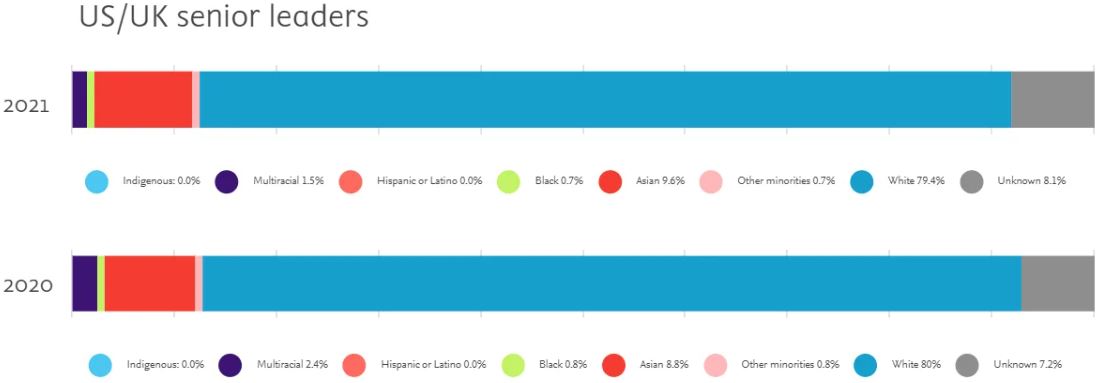 US/UK senior leaders
2021
Indigenous: 0.0% Multiracial 1.5% Hispanic or Latino 0.0% Black 0.7% Asian 9.6% Other minorities 0.7% White 79.4% Unknown 8.1%
2020
Indigenous: 0.0% Multiracial 2.4% Hispanic or Latino 0.0% Black 0.8% Asian 8.8% Other minorities 0.8% White 80% Unknown 7.2%